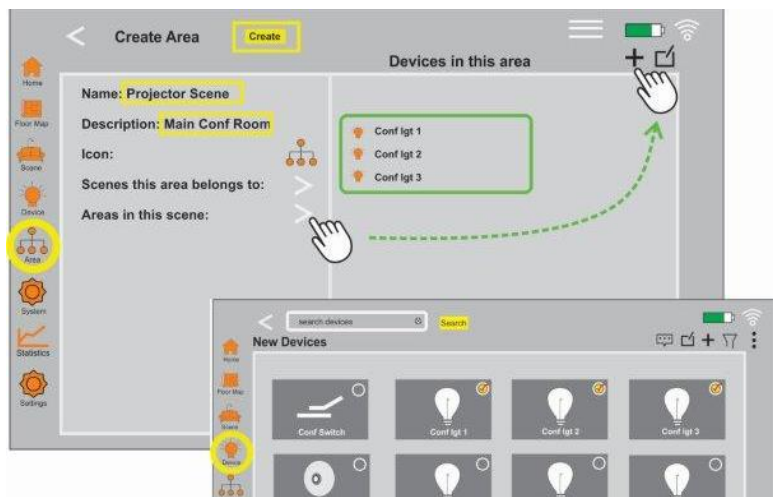 Create Area
Create
Devices in this area
Home
Floor Map
Scene
Device
Area
System
Statistics
Settings
Name: Projector Scene
Description: Main Conf Room
Icon:
Scenes this area belongs to:
Areas in this scene:
Conf lgt 1
Conf lgt 2
Conf lgt 3
search devices
Search
New Devices
Home
Floor Map
Scene
Device
Conf Switch
Conf lgt 1
Conf lgt 2
Conf lgt 3